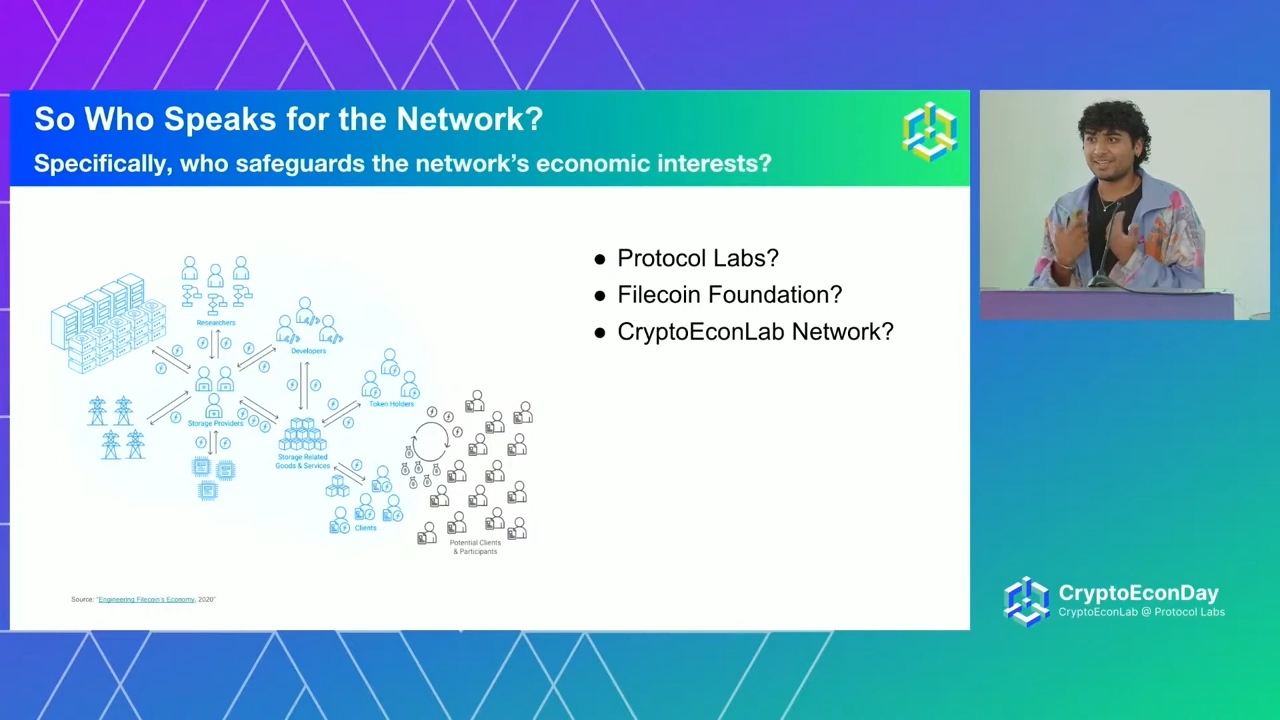 So Who Speaks for the Network?
Specifically, who safeguards the network's economic interests?
● Protocol Labs?
● Filecoin Foundation?
● CryptoEconLab Network?
Researchers
Developers
Token Holders
Storage Providers
Storage Related
Goods & Services
Clients
Potential Clients
& Participants
Source: "Engineering Filecoin's Economy, 2020"
CryptoEconDay
CryptoEconLab @ Protocol Labs